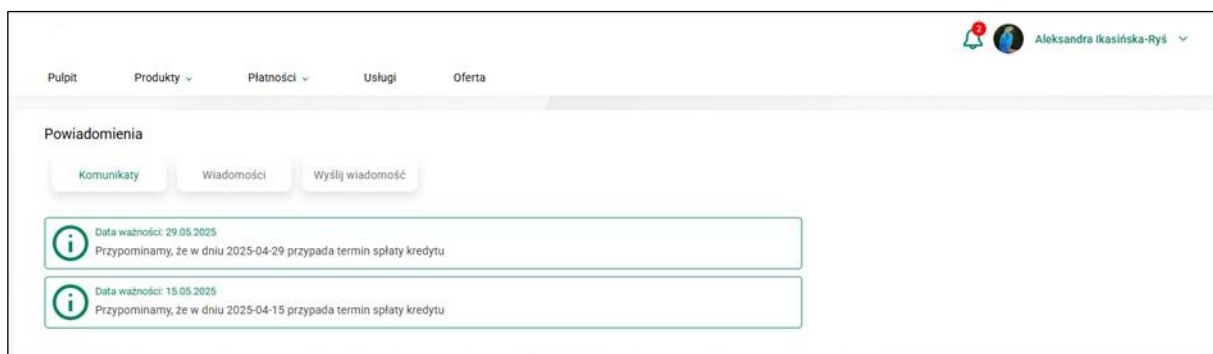 2
Aleksandra Ikasińska-Ryś
Pulpit Produkty Płatności Usługi Oferta
Powiadomienia
Komunikaty Wiadomości Wyślij wiadomość
Data ważności: 29.05.2025
Przypominamy, że w dniu 2025-04-29 przypada termin spłaty kredytu
Data ważności: 15.05.2025
Przypominamy, że w dniu 2025-04-15 przypada termin spłaty kredytu